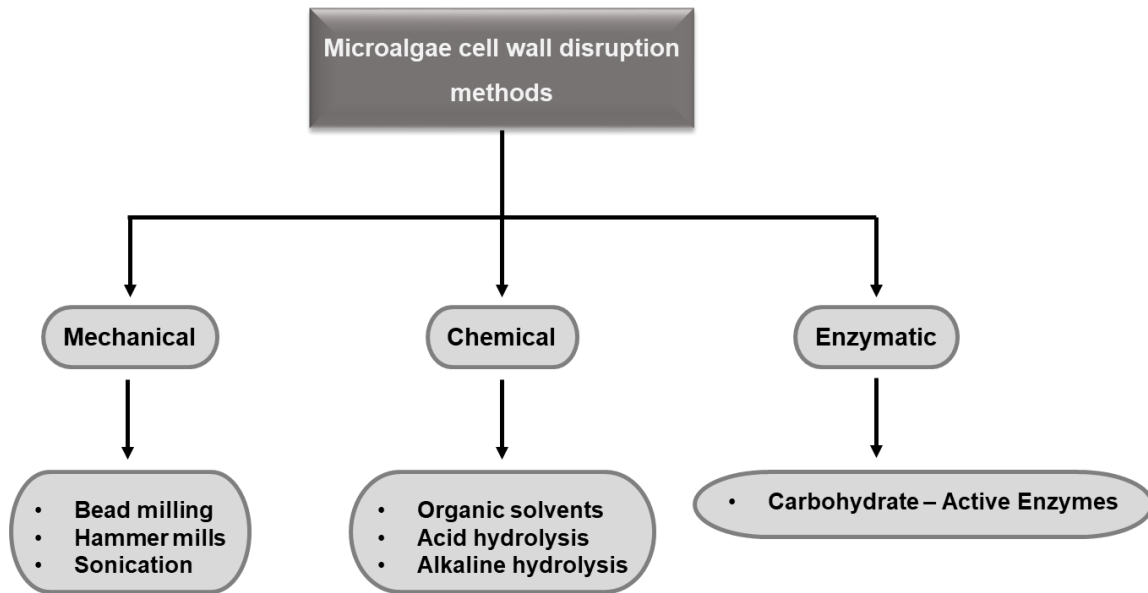 Microalgae cell wall disruption
methods
Mechanical
Chemical
Enzymatic
• Bead milling
• Hammer mills
• Sonication
• Organic solvents
• Acid hydrolysis
• Alkaline hydrolysis
• Carbohydrate – Active Enzymes